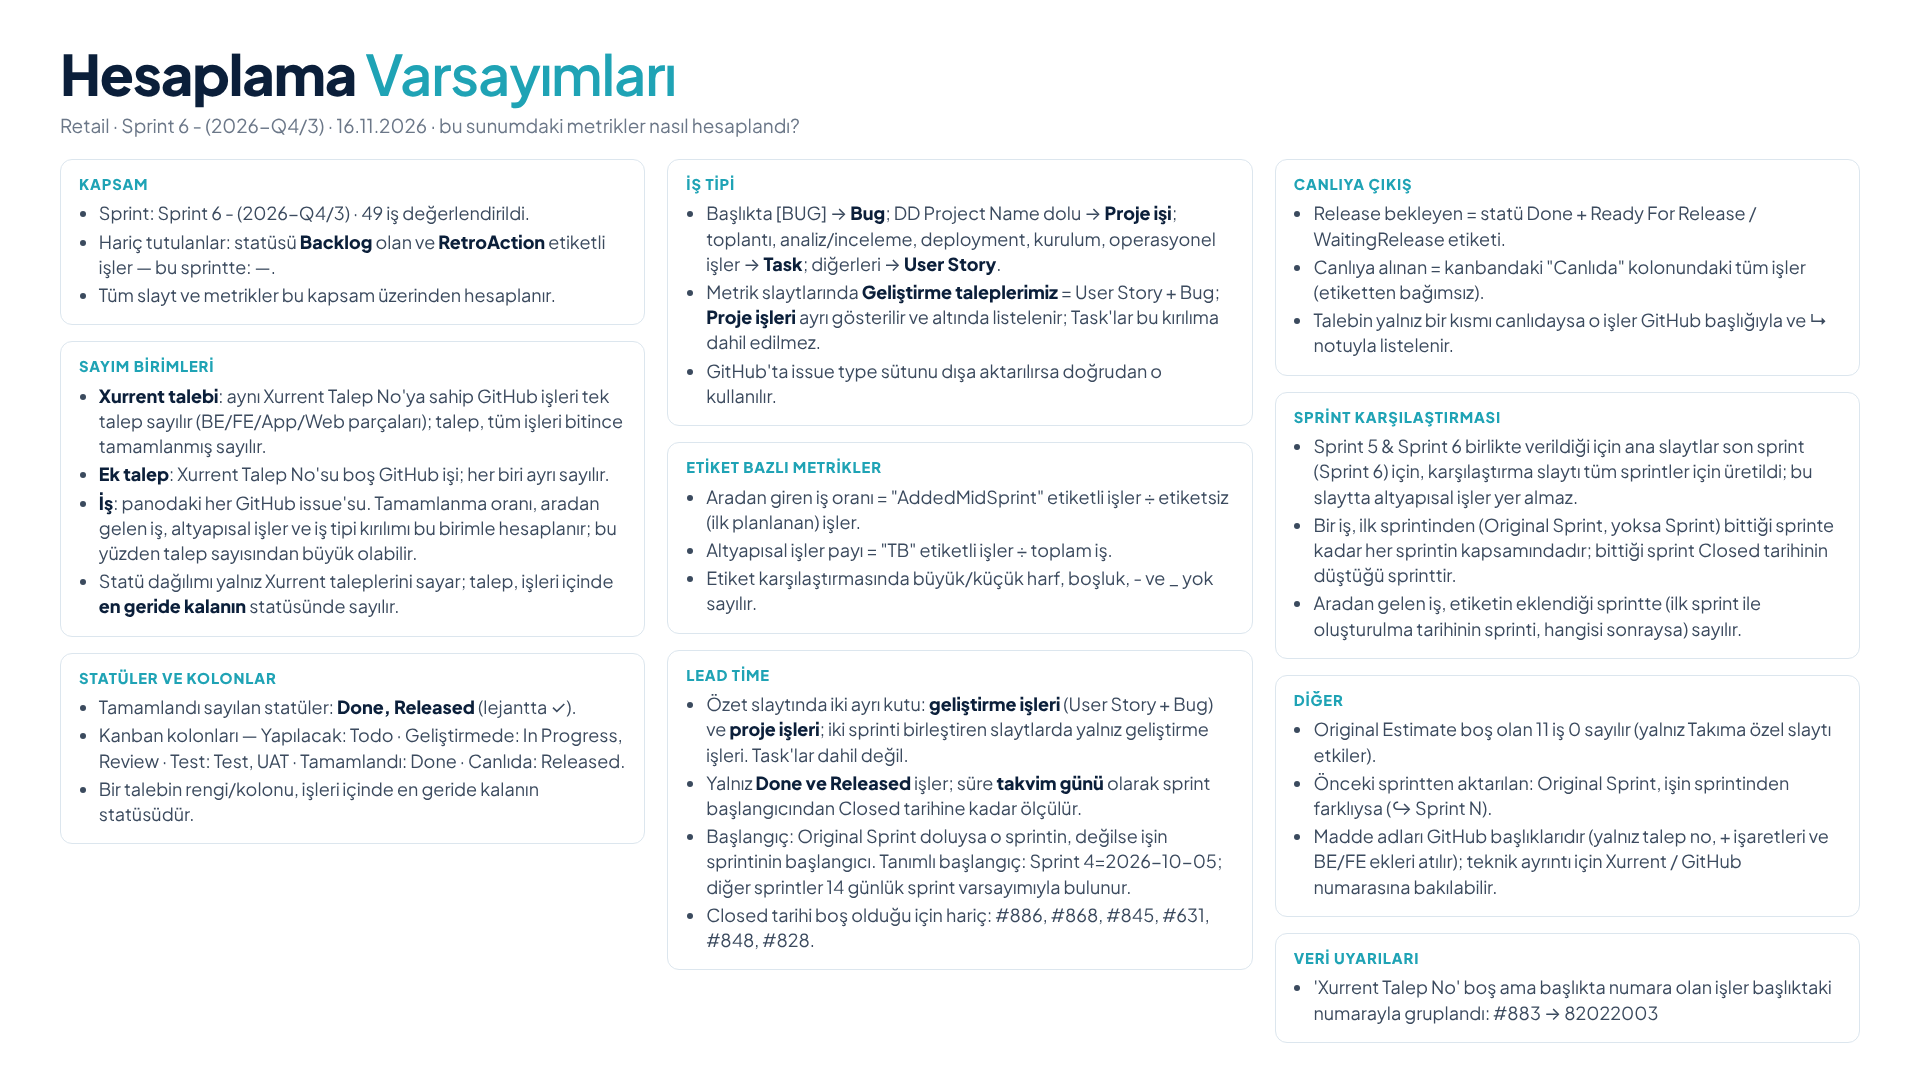 Hesaplama Varsayımları
Retail · Sprint 6 - (2026–Q4/3) · 16.11.2026 · bu sunumdaki metrikler nasıl hesaplandı?
KAPSAM
• Sprint: Sprint 6 - (2026–Q4/3) · 49 iş değerlendirildi.
• Hariç tutulanlar: statüsü Backlog olan ve RetroAction etiketli
işler — bu sprintte: —.
• Tüm slayt ve metrikler bu kapsam üzerinden hesaplanır.
SAYIM BİRİMLERİ
• Xurrent talebi: aynı Xurrent Talep No'ya sahip GitHub işleri tek
talep sayılır (BE/FE/App/Web parçaları); talep, tüm işleri bitince
tamamlanmış sayılır.
• Ek talep: Xurrent Talep No'su boş GitHub işi; her biri ayrı sayılır.
• İş: panodaki her GitHub issue'su. Tamamlanma oranı, aradan
gelen iş, altyapısal işler ve iş tipi kırılımı bu birimle hesaplanır; bu
yüzden talep sayısından büyük olabilir.
• Statü dağılımı yalnız Xurrent taleplerini sayar; talep, işleri içinde
en geride kalanın statüsünde sayılır.
STATÜLER VE KOLONLAR
• Tamamlandı sayılan statüler: Done, Released (lejantta ✓).
• Kanban kolonları — Yapılacak: Todo · Geliştirmede: In Progress,
Review · Test: Test, UAT · Tamamlandı: Done · Canlıda: Released.
• Bir talebin rengi/kolonu, işleri içinde en geride kalanın
statüsüdür.
İŞ TİPİ
• Başlıkta [BUG] → Bug; DD Project Name dolu → Proje işi;
toplantı, analiz/inceleme, deployment, kurulum, operasyonel
işler → Task; diğerleri → User Story.
• Metrik slaytlarında Geliştirme taleplerimiz = User Story + Bug;
Proje işleri ayrı gösterilir ve altında listelenir; Task'lar bu kırılıma
dahil edilmez.
• GitHub'ta issue type sütunu dışa aktarılırsa doğrudan o
kullanılır.
ETİKET BAZLI METRİKLER
• Aradan giren iş oranı = "AddedMidSprint" etiketli işler ÷ etiketsiz
(ilk planlanan) işler.
• Altyapısal işler payı = "TB" etiketli işler ÷ toplam iş.
• Etiket karşılaştırmasında büyük/küçük harf, boşluk, - ve _ yok
sayılır.
LEAD TİME
• Özet slaytında iki ayrı kutu: geliştirme işleri (User Story + Bug)
ve proje işleri; iki sprinti birleştiren slaytlarda yalnız geliştirme
işleri. Task'lar dahil değil.
• Yalnız Done ve Released işler; süre takvim günü olarak sprint
başlangıcından Closed tarihine kadar ölçülür.
• Başlangıç: Original Sprint doluysa o sprintin, değilse işin
sprintinin başlangıcı. Tanımlı başlangıç: Sprint 4=2026–10–05;
diğer sprintler 14 günlük sprint varsayımıyla bulunur.
• Closed tarihi boş olduğu için hariç: #886, #868, #845, #631,
#848, #828.
CANLIYA ÇIKIŞ
• Release bekleyen = statü Done + Ready For Release /
WaitingRelease etiketi.
• Canlıya alınan = kanbandaki "Canlıda" kolonundaki tüm işler
(etiketten bağımsız).
• Talebin yalnız bir kısmı canlıdaysa o işler GitHub başlığıyla ve ↳
notuyla listelenir.
SPRİNT KARŞILAŞTIRMASI
• Sprint 5 & Sprint 6 birlikte verildiği için ana slaytlar son sprint
(Sprint 6) için, karşılaştırma slaytı tüm sprintler için üretildi; bu
slaytta altyapısal işler yer almaz.
• Bir iş, ilk sprintinden (Original Sprint, yoksa Sprint) bittiği sprinte
kadar her sprintin kapsamındadır; bittiği sprint Closed tarihinin
düştüğü sprinttir.
• Aradan gelen iş, etiketin eklendiği sprintte (ilk sprint ile
oluşturulma tarihinin sprinti, hangisi sonraysa) sayılır.
DİĞER
• Original Estimate boş olan 11 iş 0 sayılır (yalnız Takıma özel slaytı
etkiler).
• Önceki sprintten aktarılan: Original Sprint, işin sprintinden
farklıysa (↪ Sprint N).
• Madde adları GitHub başlıklarıdır (yalnız talep no, + işaretleri ve
BE/FE ekleri atılır); teknik ayrıntı için Xurrent / GitHub
numarasına bakılabilir.
VERİ UYARILARI
• 'Xurrent Talep No' boş ama başlıkta numara olan işler başlıktaki
numarayla gruplandı: #883 → 82022003